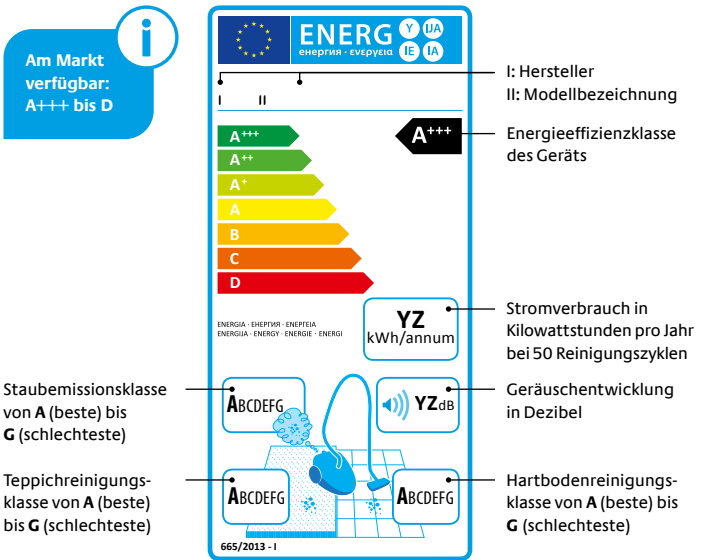 Am Markt
verfügbar:
A+++ bis D
i
ENERG
енергия · ενεργεια
Y IJA
IE IA
I II
I: Hersteller
II: Modellbezeichnung
A+++
A++
A+
A
B
C
D
A+++
Energieeffizienzklasse
des Geräts
ENERGIA · ЕНЕРГИЯ · ΕΝΕΡΓΕΙΑ
ENERGIJA · ENERGY · ENERGIE · ENERGI
YZ
kWh/annum
Stromverbrauch in
Kilowattstunden pro Jahr
bei 50 Reinigungszyklen
Staubemissionsklasse
von A (beste) bis
G (schlechteste)
ABCDEFG
YZdB
Geräuschentwicklung
in Dezibel
Teppichreinigungs-
klasse von A (beste)
bis G (schlechteste)
ABCDEFG
ABCDEFG
Hartbodenreinigungs-
klasse von A (beste) bis
G (schlechteste)
665/2013 - I